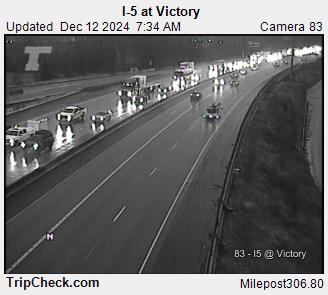 I-5 at Victory
Updated Dec 12 2024 7:34 AM Camera 83
T
N
83 - I5 @ Victory
TripCheck.com Milepost306.80